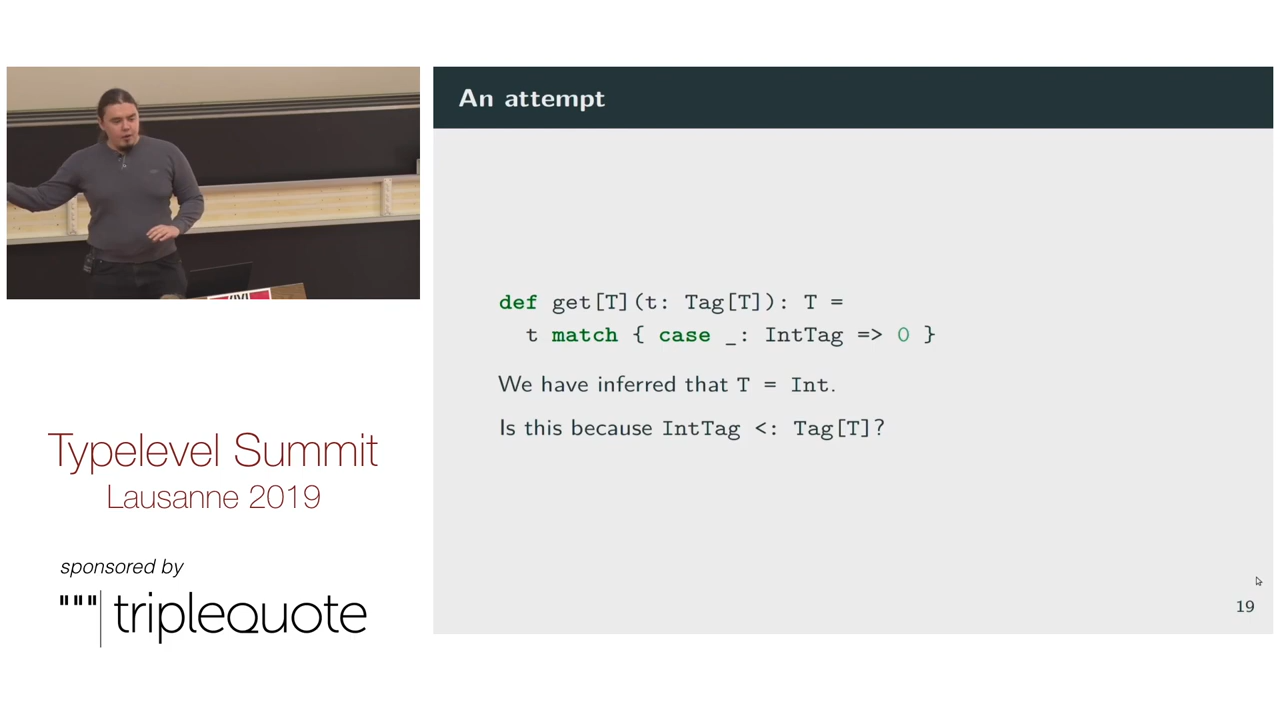 An attempt
def get[T](t: Tag[T]): T =
t match { case _: IntTag => 0 }
We have inferred that T = Int.
Is this because IntTag <: Tag[T]?
19
Typelevel Summit
Lausanne 2019
sponsored by
""" triplequote